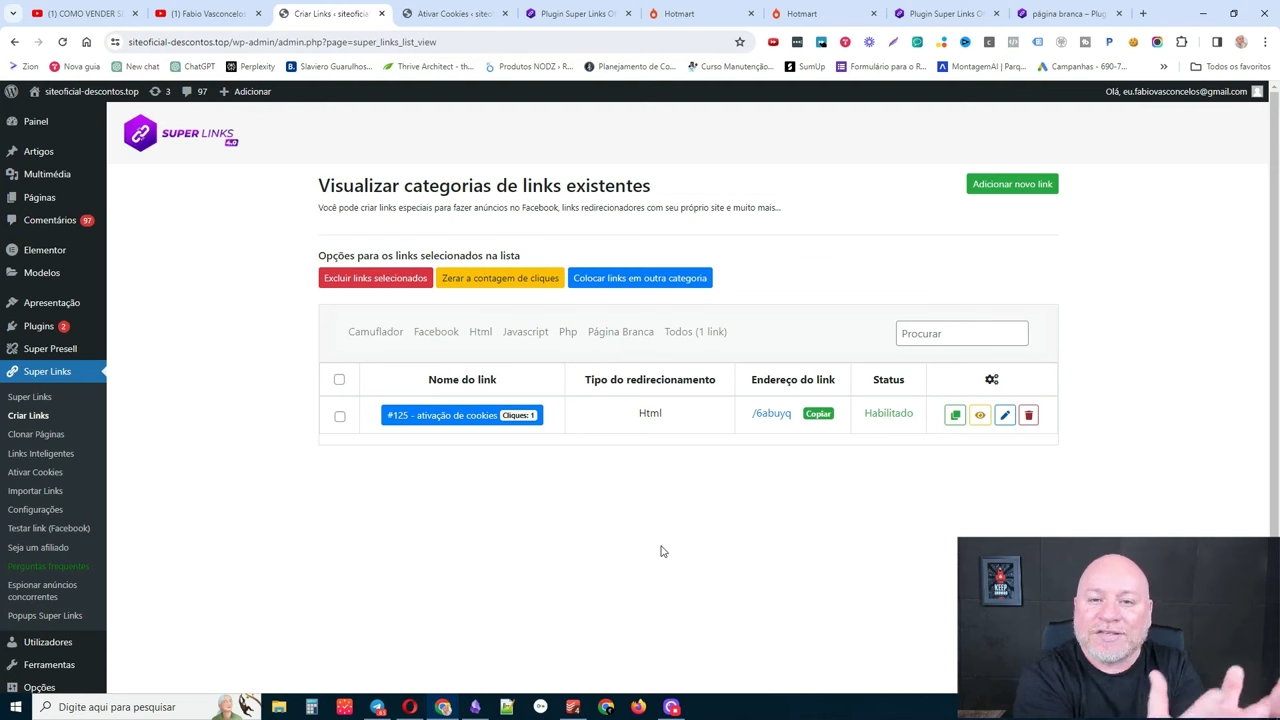 (1) COMO VENDER S
(1) Fabio Vasconcelos
Criar Links ‹ siteoficial
Ativar Cookies ‹ siteo
Plugin Super Links Of
Hotmart
Hotmart
Plugin Super Links O
página branca – Plug
siteoficial-descontos.top/wp-admin/admin.php?page=super_links_list_view
Zion
Nova guia
New chat
ChatGPT
Perplexity
Slaviero Guarulhos...
Thrive Architect - th...
Produtos NODZ - R...
Planejamento de Co...
Curso Manutenção...
SumUp
Formulário para o R...
MontagemAI | Parq...
Campanhas - 690-7...
Todos os favoritos
siteoficial-descontos.top
3
97
Adicionar
Olá, eu.fabiovasconcelos@gmail.com
Painel
Artigos
Multimédia
Páginas
Comentários 97
Elementor
Modelos
Apresentação
Plugins 2
Super Presell
Super Links
Super Links
Criar Links
Clonar Páginas
Links Inteligentes
Ativar Cookies
Importar Links
Configurações
Testar link (Facebook)
Seja um afiliado
Perguntas frequentes
Espionar anúncios
concorrentes
Popups Super Links
Utilizadores
Ferramentas
Opções
SUPER LINKS
4.0
Visualizar categorias de links existentes
Adicionar novo link
Você pode criar links especiais para fazer anúncios no Facebook, links redirecionadores com seu próprio site e muito mais...
Opções para os links selecionados na lista
Excluir links selecionados
Zerar a contagem de cliques
Colocar links em outra categoria
Camuflador
Facebook
Html
Javascript
Php
Página Branca
Todos (1 link)
Procurar
Nome do link
Tipo do redirecionamento
Endereço do link
Status
#125 - ativação de cookies Cliques: 1
Html
/6abuyq
Copiar
Habilitado
KEEP
Digite aqui para pesquisar